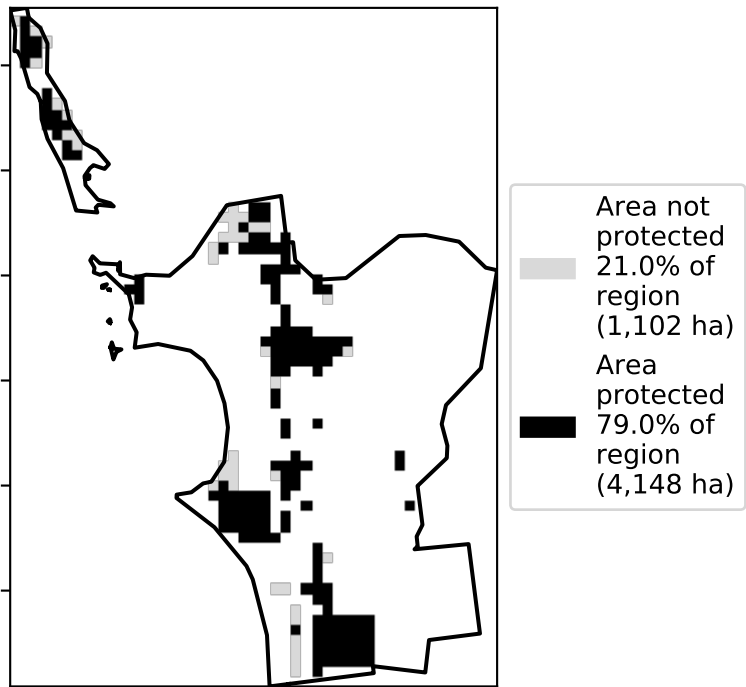 Area not
protected
21.0% of
region
(1,102 ha)
Area
protected
79.0% of
region
(4,148 ha)